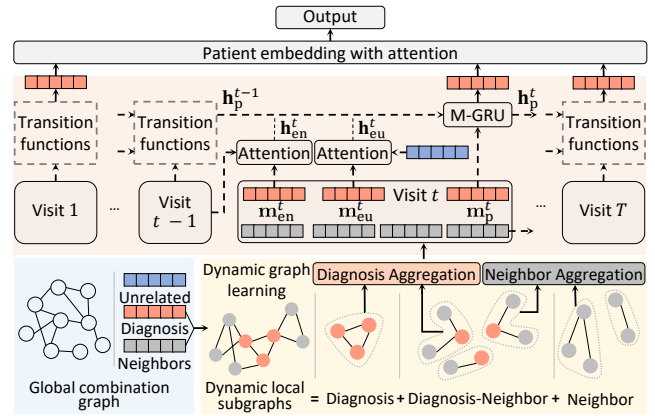 Output
Patient embedding with attention
h_p^{t-1}
h_p^t
M-GRU
Transition
functions
Transition
functions
h_en^t
h_eu^t
Transition
functions
Attention
Attention
Visit 1
...
Visit
t − 1
Visit t
m_en^t
m_eu^t
m_p^t
...
Visit T
Unrelated
Diagnosis
Neighbors
Global combination
graph
Dynamic graph
learning
Diagnosis Aggregation
Neighbor Aggregation
Dynamic local
subgraphs
= Diagnosis + Diagnosis-Neighbor + Neighbor